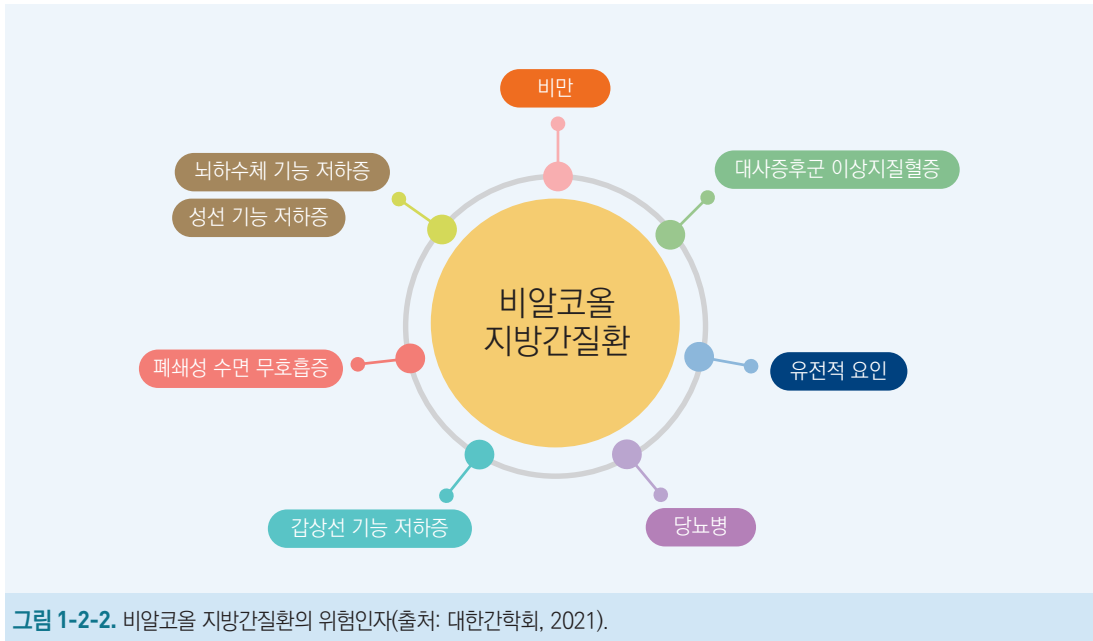 비만
뇌하수체 기능 저하증
성선 기능 저하증
대사증후군 이상지질혈증
비알코올
지방간질환
폐쇄성 수면 무호흡증
유전적 요인
갑상선 기능 저하증
당뇨병
그림 1-2-2. 비알코올 지방간질환의 위험인자(출처: 대한간학회, 2021).